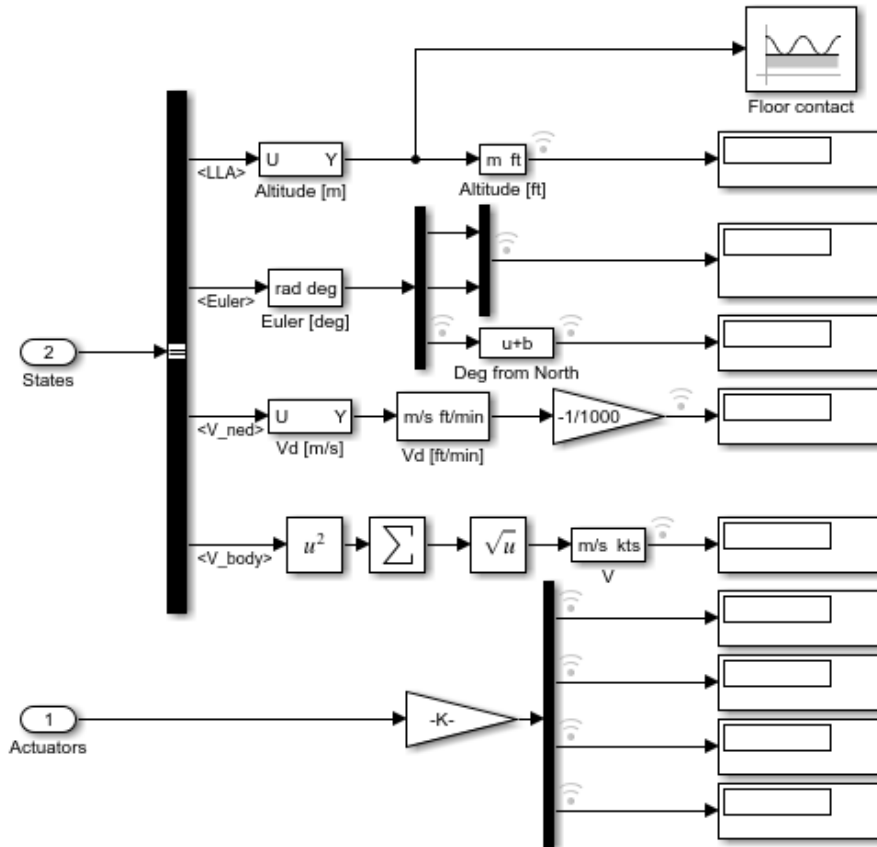 Floor contact
<LLA>
U Y
Altitude [m]
m ft
Altitude [ft]
<Euler>
rad deg
Euler [deg]
u+b
Deg from North
2
States
<V_ned>
U Y
Vd [m/s]
m/s ft/min
Vd [ft/min]
-1/1000
<V_body>
u²
∑
√u
m/s kts
V
1
Actuators
-K-